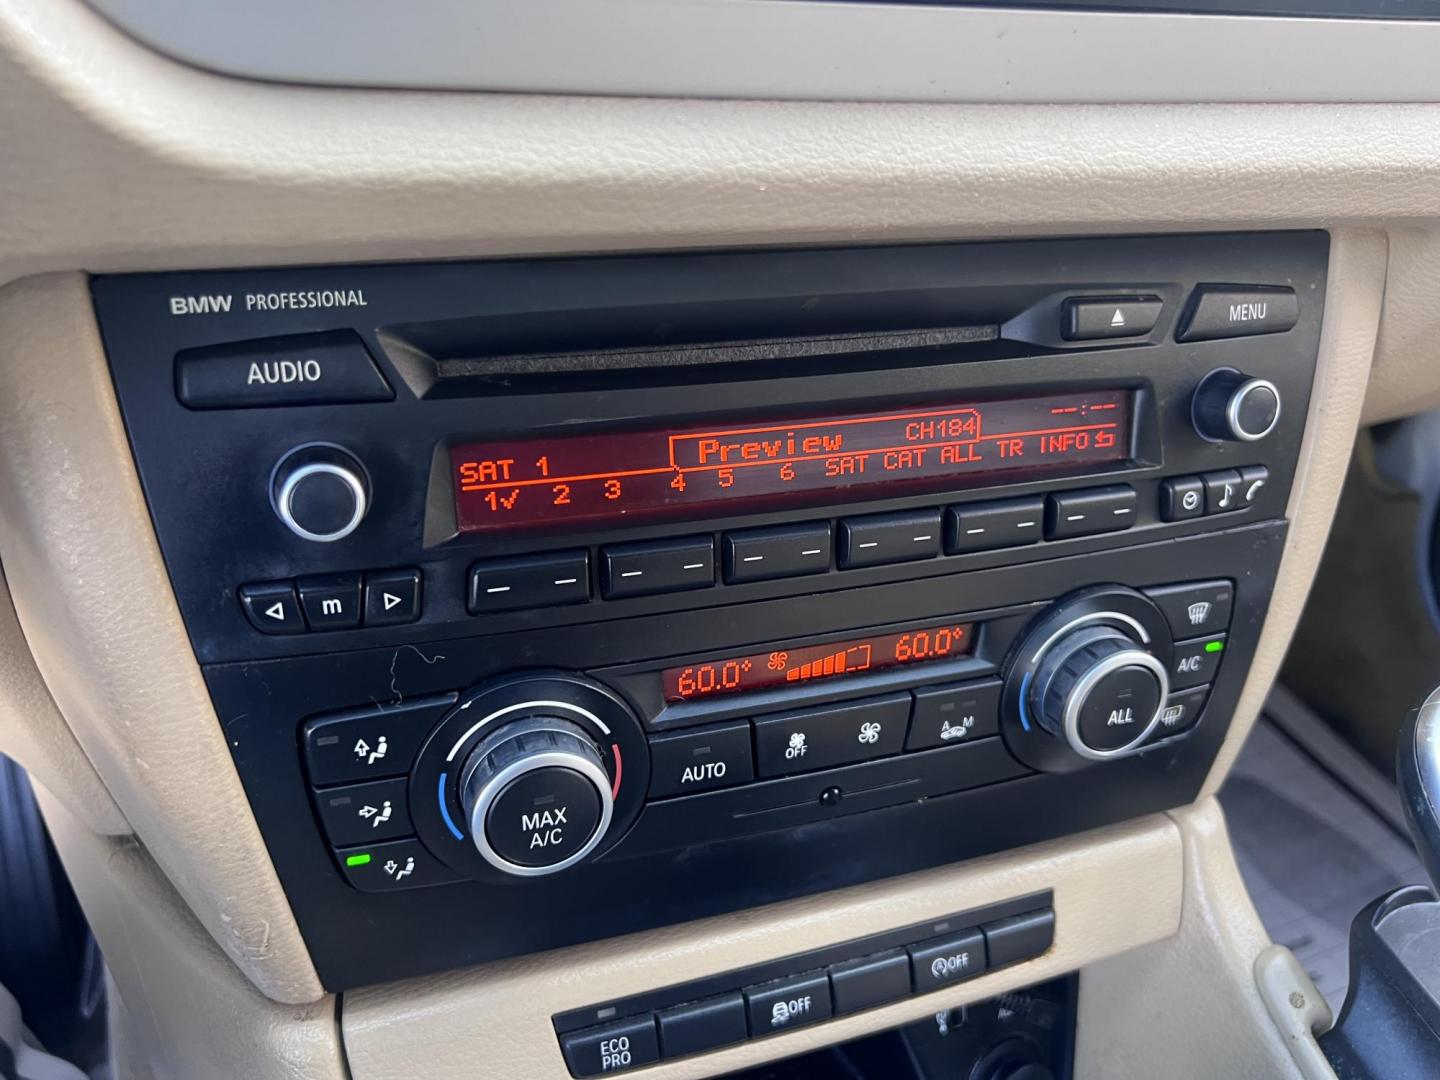 BMW PROFESSIONAL
AUDIO
MENU
SAT 1
Preview
CH184
--:--
1✓ 2 3 4 5 6 SAT CAT ALL TR INFO
m
60.0°
60.0°
A/C
ALL
A M
OFF
AUTO
MAX
A/C
OFF
OFF
ECO
PRO